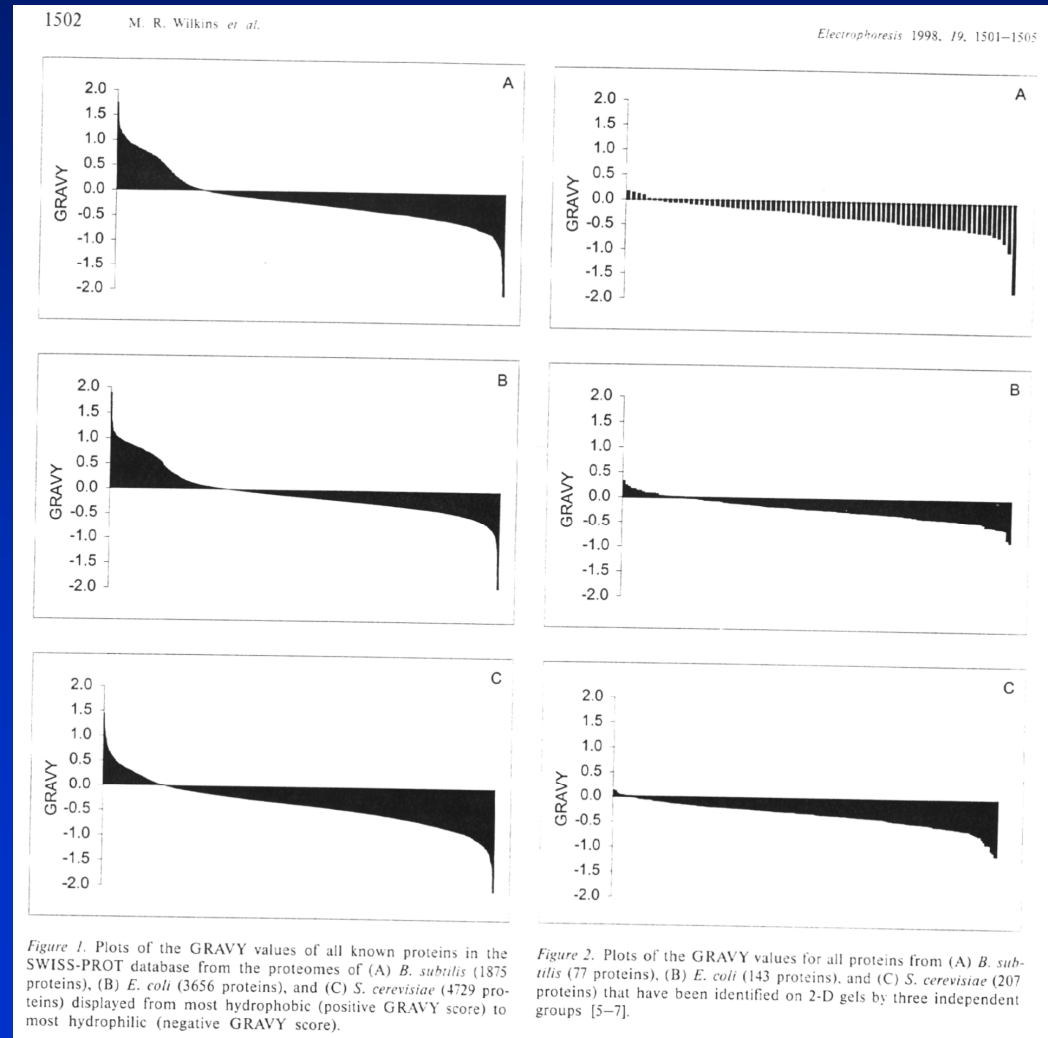 1502 M. R. Wilkins et al.
Electrophoresis 1998, 19, 1501–1505
A
2.0
1.5
1.0
0.5
0.0
-0.5
-1.0
-1.5
-2.0
GRAVY
B
2.0
1.5
1.0
0.5
0.0
-0.5
-1.0
-1.5
-2.0
GRAVY
C
2.0
1.5
1.0
0.5
0.0
-0.5
-1.0
-1.5
-2.0
GRAVY
Figure 1. Plots of the GRAVY values of all known proteins in the
SWISS-PROT database from the proteomes of (A) B. subtilis (1875
proteins), (B) E. coli (3656 proteins), and (C) S. cerevisiae (4729 pro-
teins) displayed from most hydrophobic (positive GRAVY score) to
most hydrophilic (negative GRAVY score).
A
2.0
1.5
1.0
0.5
0.0
-0.5
-1.0
-1.5
-2.0
GRAVY
B
2.0
1.5
1.0
0.5
0.0
-0.5
-1.0
-1.5
-2.0
GRAVY
C
2.0
1.5
1.0
0.5
0.0
-0.5
-1.0
-1.5
-2.0
GRAVY
Figure 2. Plots of the GRAVY values for all proteins from (A) B. sub-
tilis (77 proteins), (B) E. coli (143 proteins), and (C) S. cerevisiae (207
proteins) that have been identified on 2-D gels by three independent
groups [5–7].